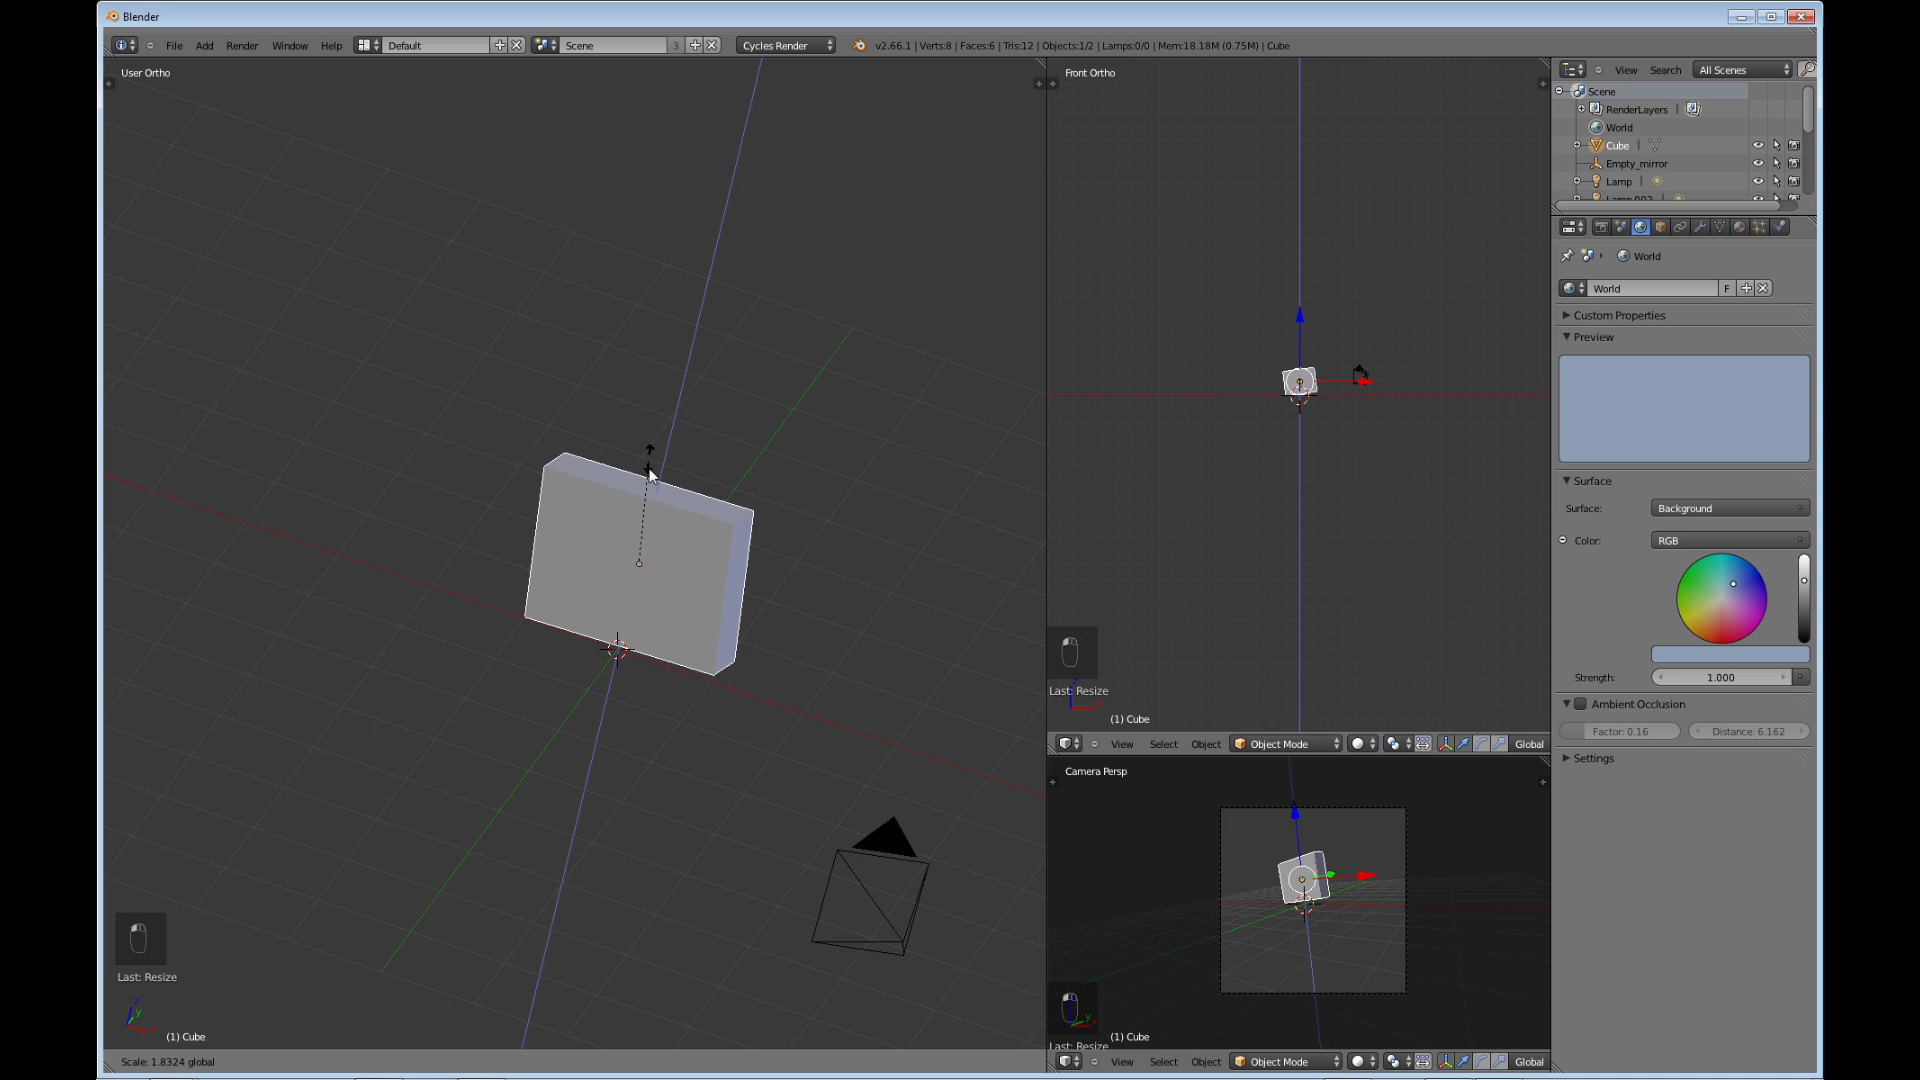 Blender
File Add Render Window Help Default Scene 3 Cycles Render v2.66.1 | Verts:8 | Faces:6 | Tris:12 | Objects:1/2 | Lamps:0/0 | Mem:18.18M (0.75M) | Cube
User Ortho
Front Ortho
View Search All Scenes
Scene
RenderLayers |
World
Cube |
Empty_mirror
Lamp |
Lamp.002
World
World F
Custom Properties
Preview
Surface
Surface: Background
Color: RGB
Strength: 1.000
Ambient Occlusion
Factor: 0.16 Distance: 6.162
Settings
Last: Resize
(1) Cube
View Select Object Object Mode Global
Camera Persp
Last: Resize
(1) Cube
Last: Resize
(1) Cube
View Select Object Object Mode Global
Scale: 1.8324 global